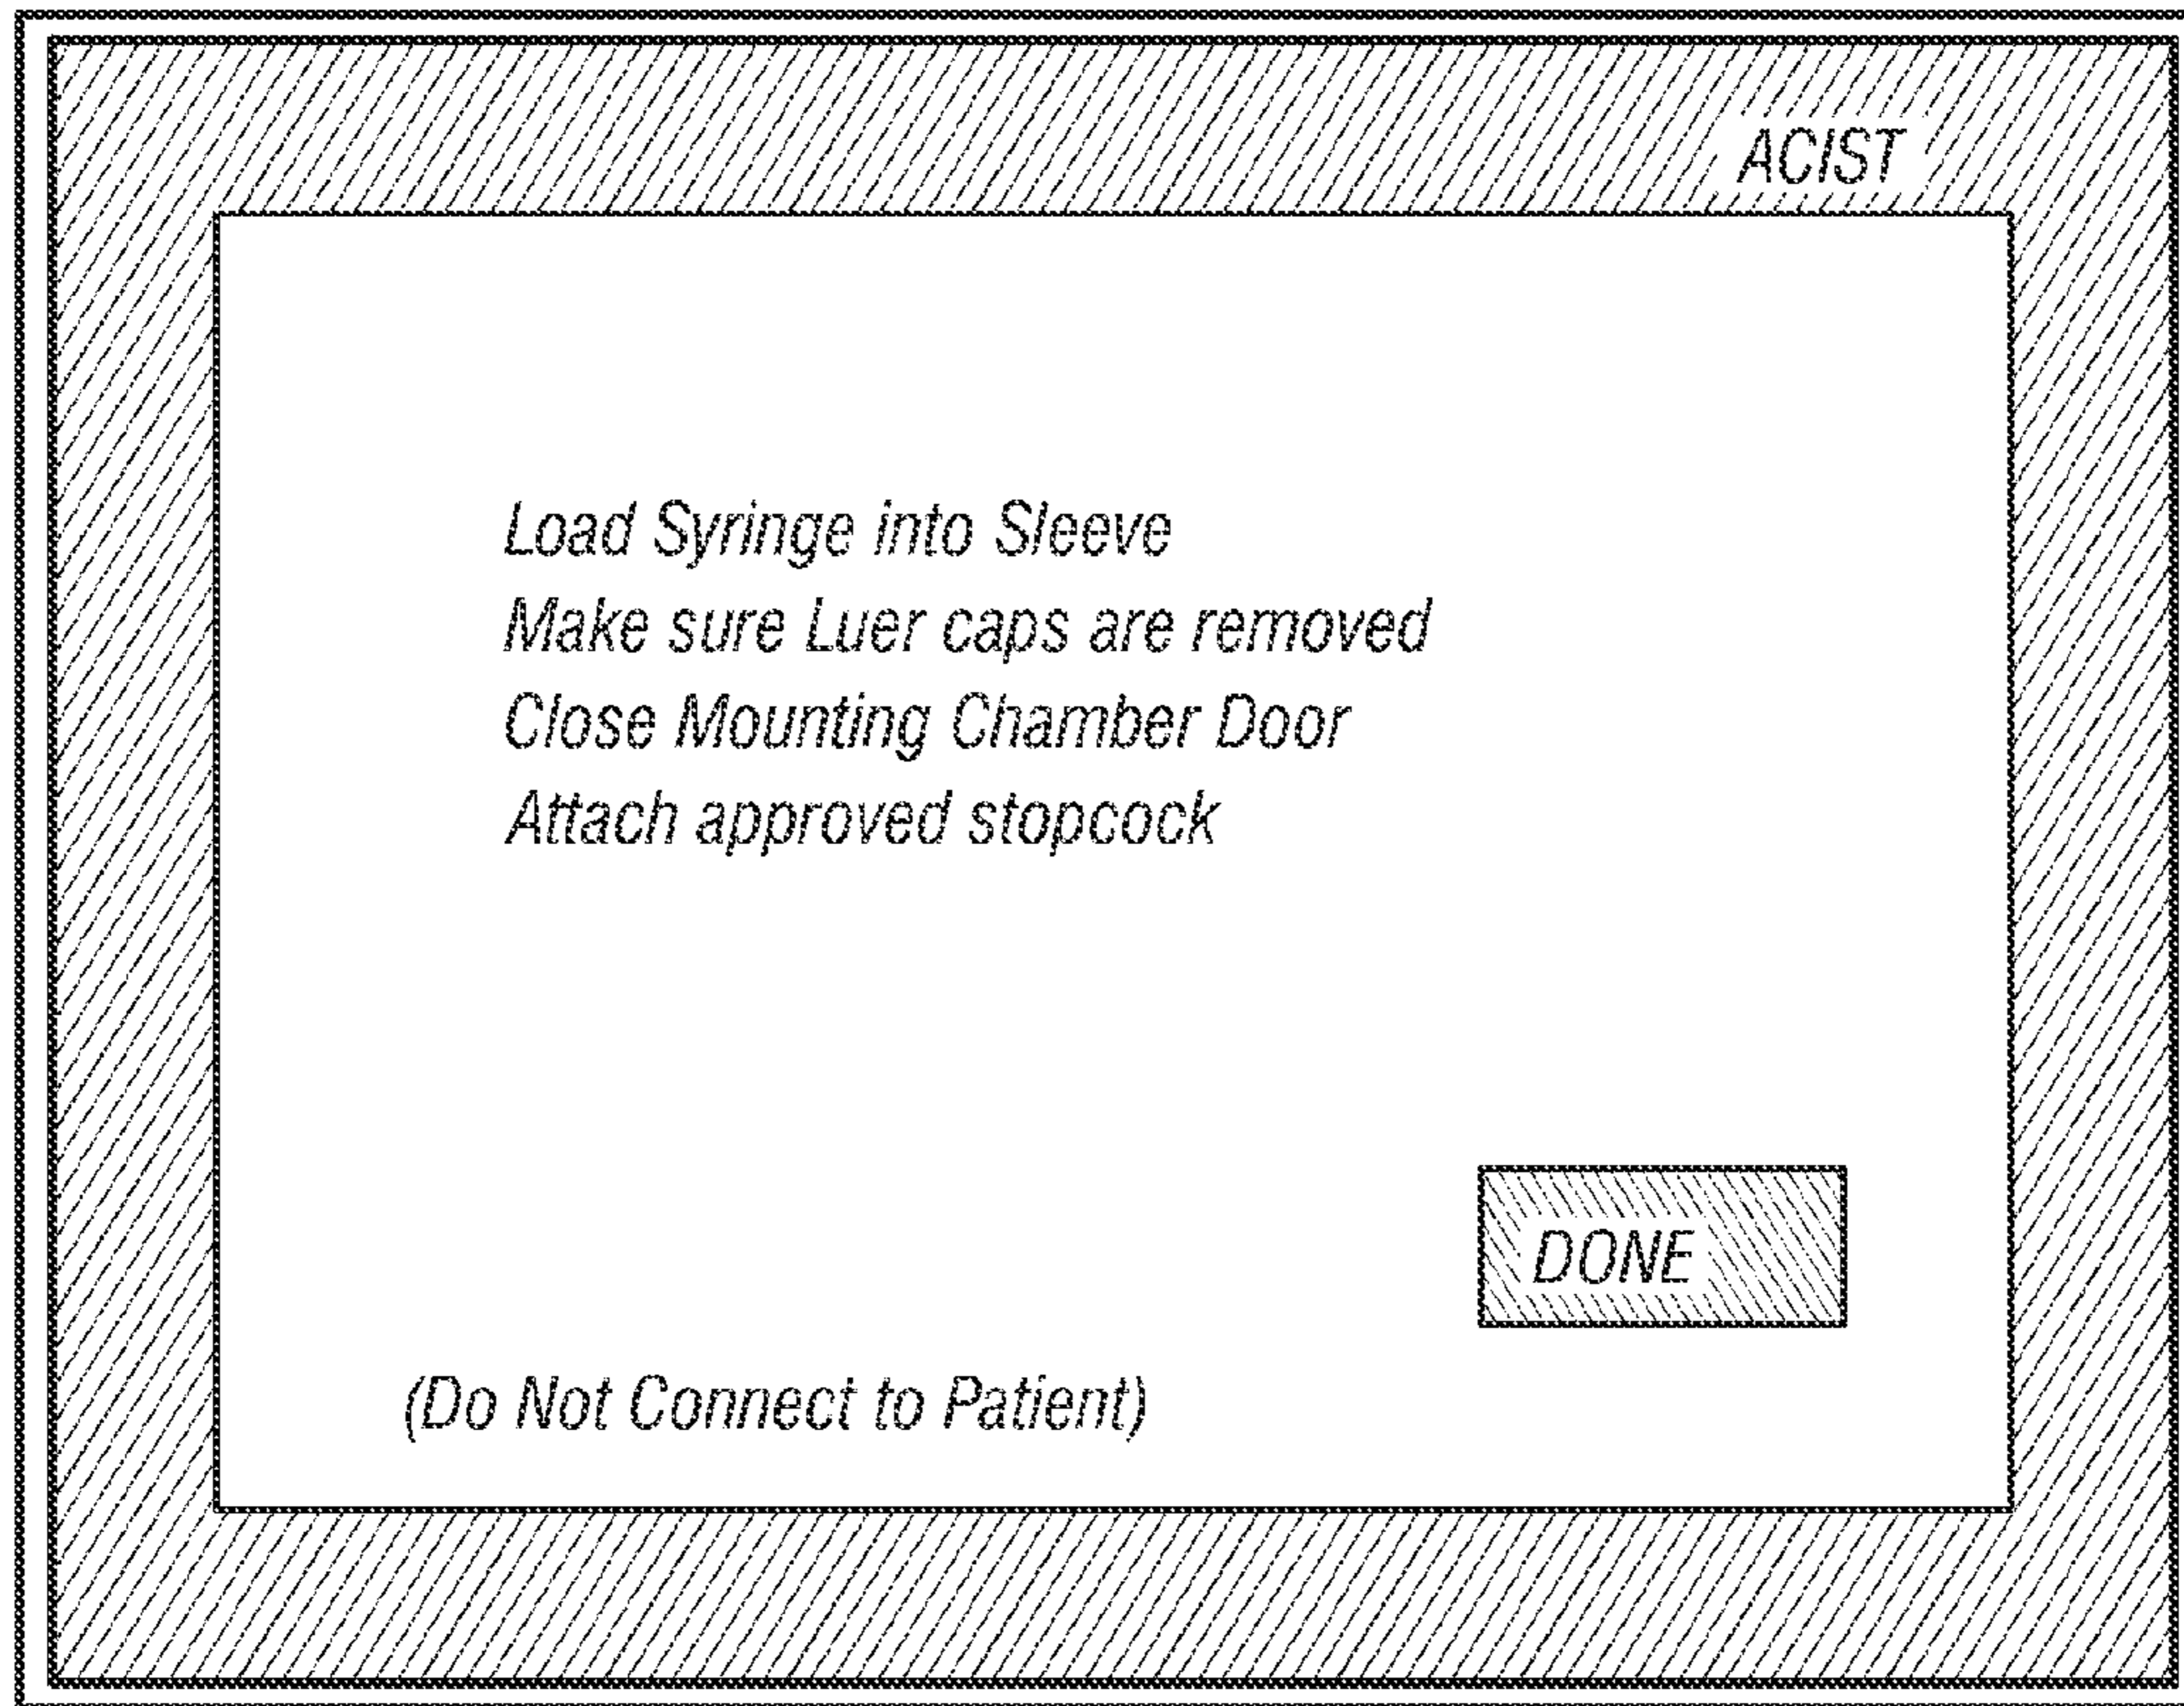 ACIST
Load Syringe into Sleeve
Make sure Luer caps are removed
Close Mounting Chamber Door
Attach approved stopcock
DONE
(Do Not Connect to Patient)